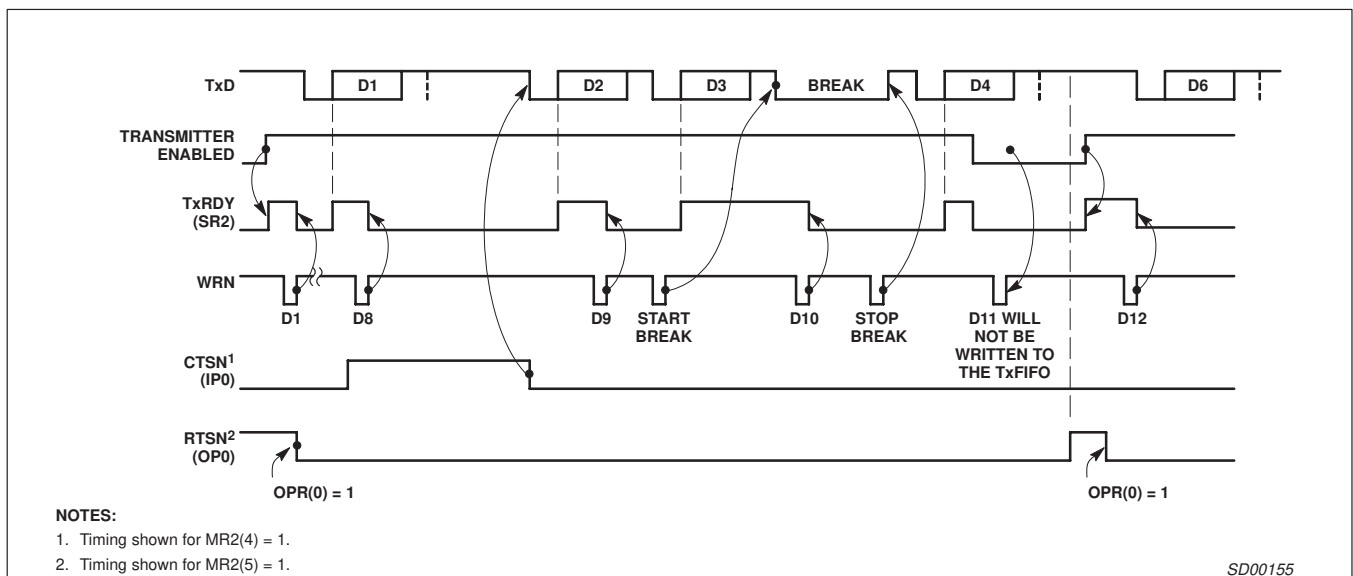 TxD
D1
D2
D3
BREAK
D4
D6
TRANSMITTER
ENABLED
TxRDY
(SR2)
WRN
D1
D8
D9
START
BREAK
D10
STOP
BREAK
D11 WILL
NOT BE
WRITTEN TO
THE TxFIFO
D12
CTSN1
(IP0)
RTSN2
(OP0)
OPR(0) = 1
OPR(0) = 1
NOTES:
1. Timing shown for MR2(4) = 1.
2. Timing shown for MR2(5) = 1.
SD00155